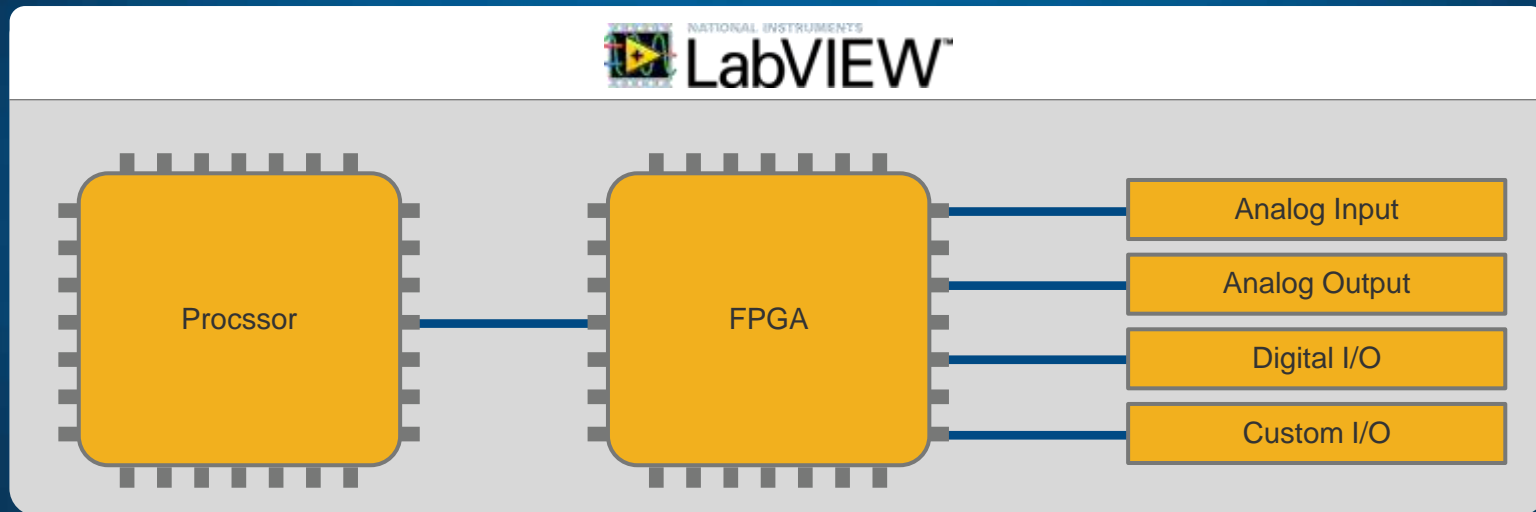 NATIONAL INSTRUMENTS
LabVIEW™
Procssor
FPGA
Analog Input
Analog Output
Digital I/O
Custom I/O